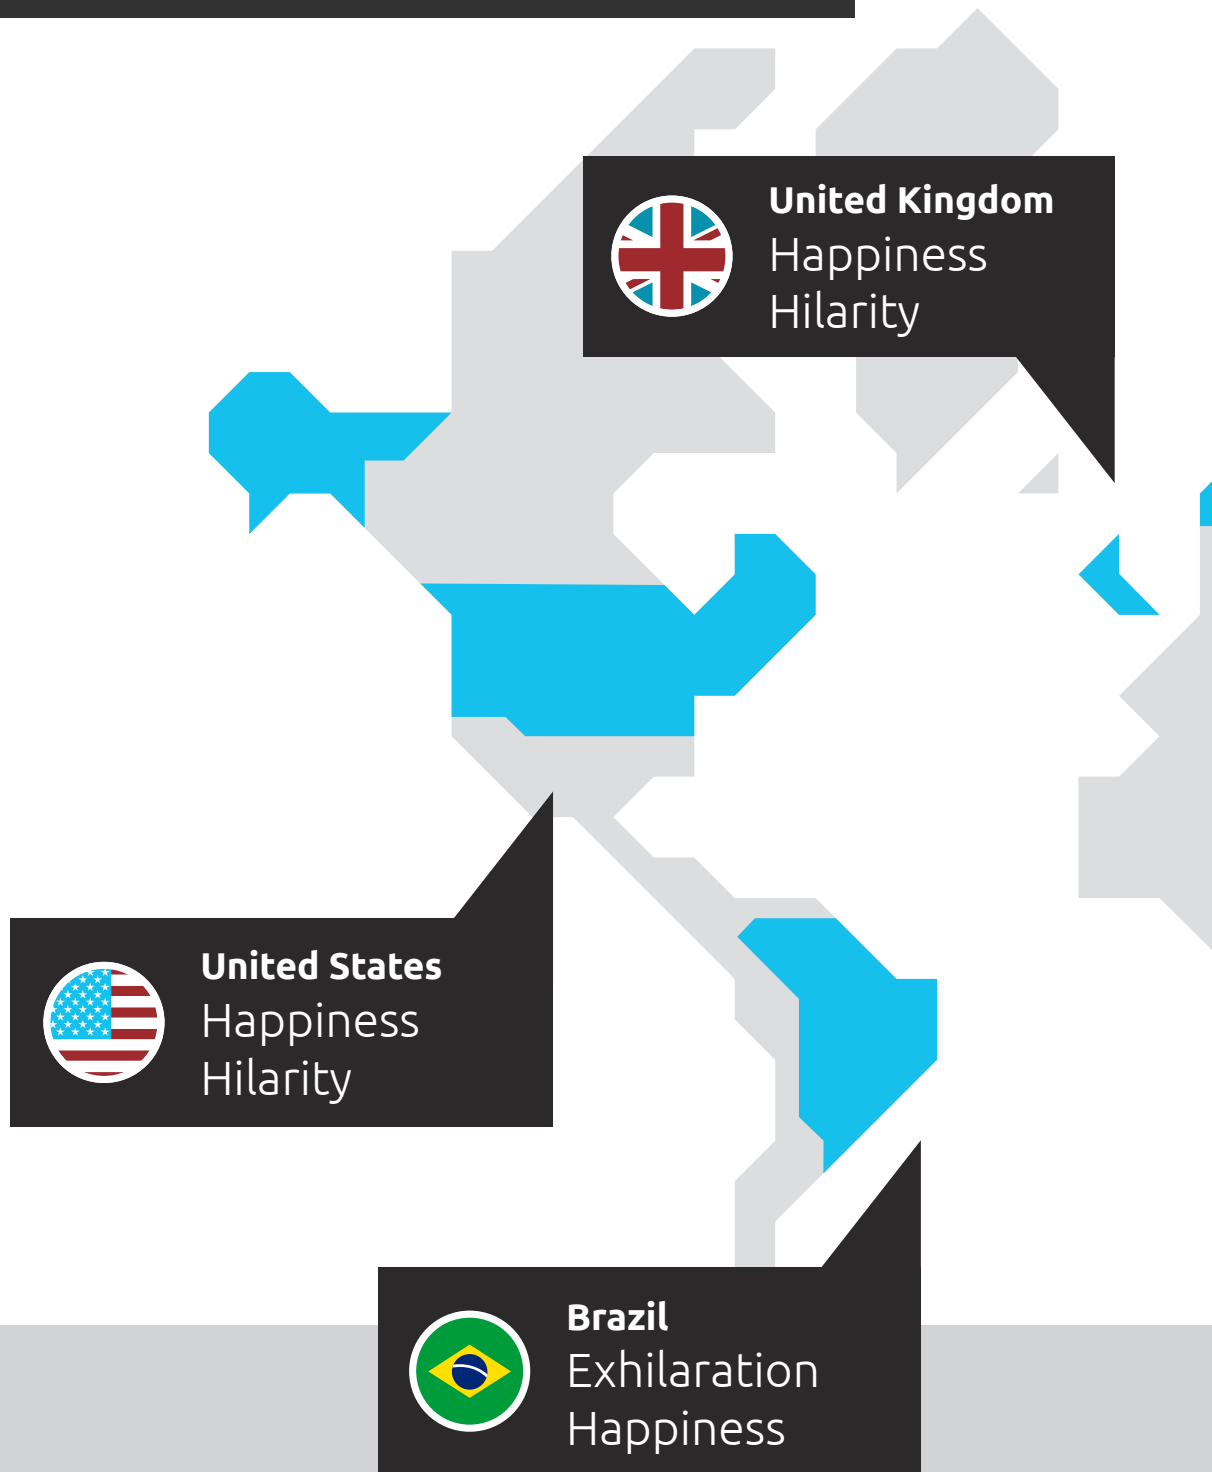 United Kingdom
Happiness
Hilarity
United States
Happiness
Hilarity
Brazil
Exhilaration
Happiness